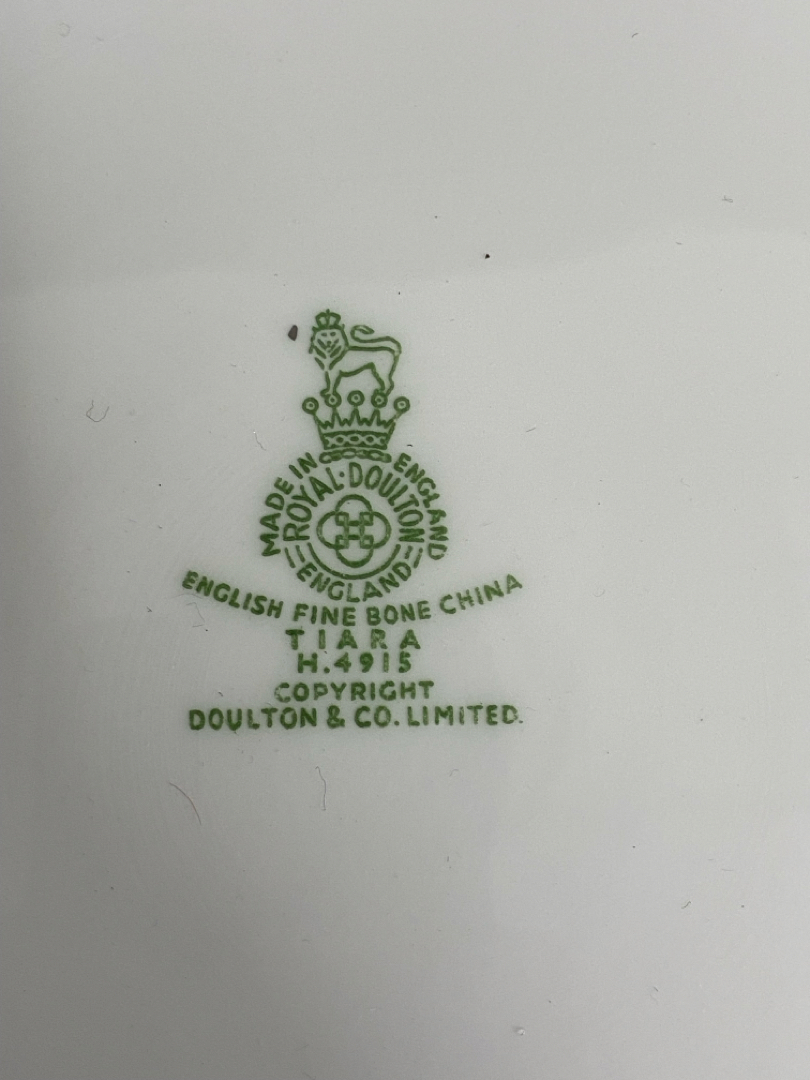 MADE IN ENGLAND
ROYAL·DOULTON
ENGLAND
ENGLISH FINE BONE CHINA
TIARA
H.4915
COPYRIGHT
DOULTON & CO. LIMITED.